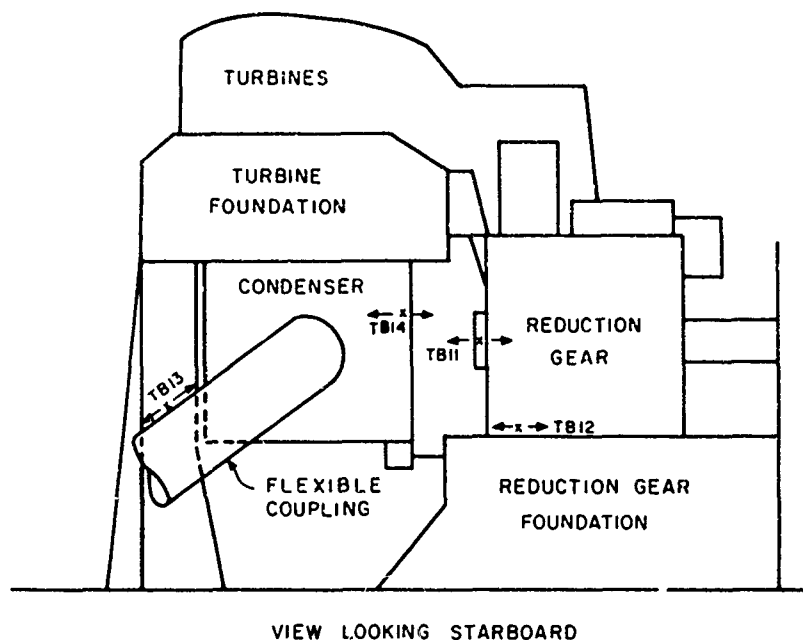 TURBINES
TURBINE
FOUNDATION
CONDENSER
TB14
TB11
REDUCTION
GEAR
TB13
TB12
FLEXIBLE
COUPLING
REDUCTION GEAR
FOUNDATION
VIEW LOOKING STARBOARD